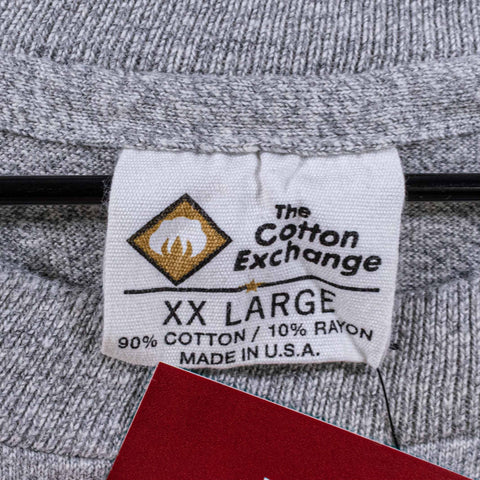 The
Cotton
Exchange
XX LARGE
90% COTTON / 10% RAYON
MADE IN U.S.A.